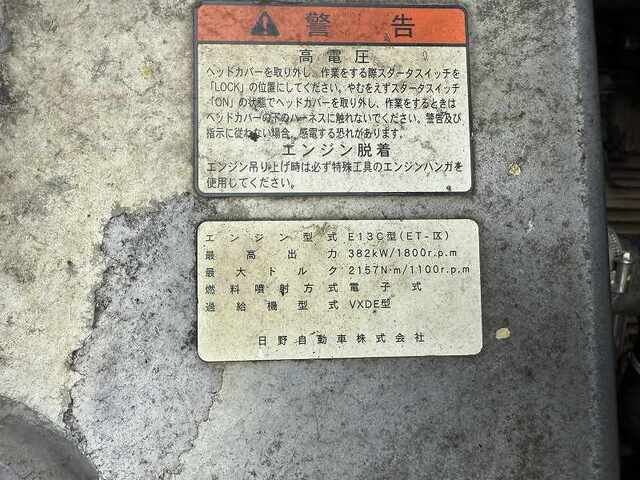 警告
高電圧
ヘッドカバーを取り外し、作業をする際スタータスイッチを
「LOCK」の位置にしてください。やむをえずスタータスイッチ
「ON」の状態でヘッドカバーを取り外し、作業をするときは
ヘッドカバーの下のハーネスに触れないでください。警告及び
指示に従わない場合、感電する恐れがあります。
エンジン脱着
エンジン吊り上げ時は必ず特殊工具のエンジンハンガを
使用してください。
エンジン型式 E13C型(ET-Ⅸ)
最高出力 382kW/1800r.p.m
最大トルク 2157N·m/1100r.p.m
燃料噴射方式 電子式
過給機型式 VXDE型
日野自動車株式会社